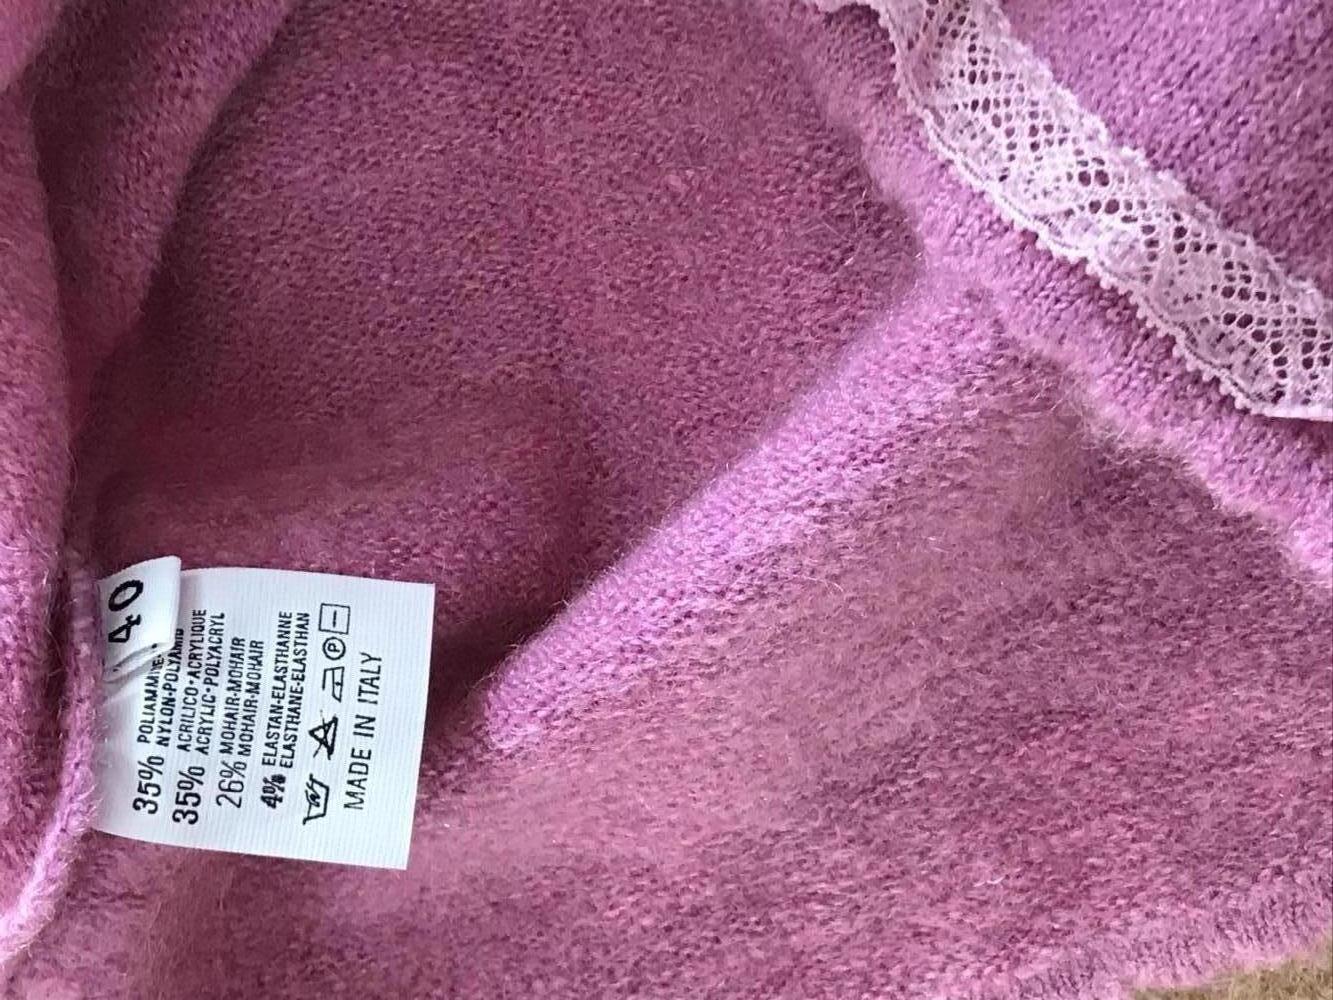 40
35% POLIAMMIDE
NYLON-POLYAMID
35% ACRILICO-ACRYLIQUE
ACRYLIC-POLYACRYL
26% MOHAIR-MOHAIR
MOHAIR-MOHAIR
4% ELASTAN-ELASTHANNE
ELASTHANE-ELASTHAN
P
MADE IN ITALY